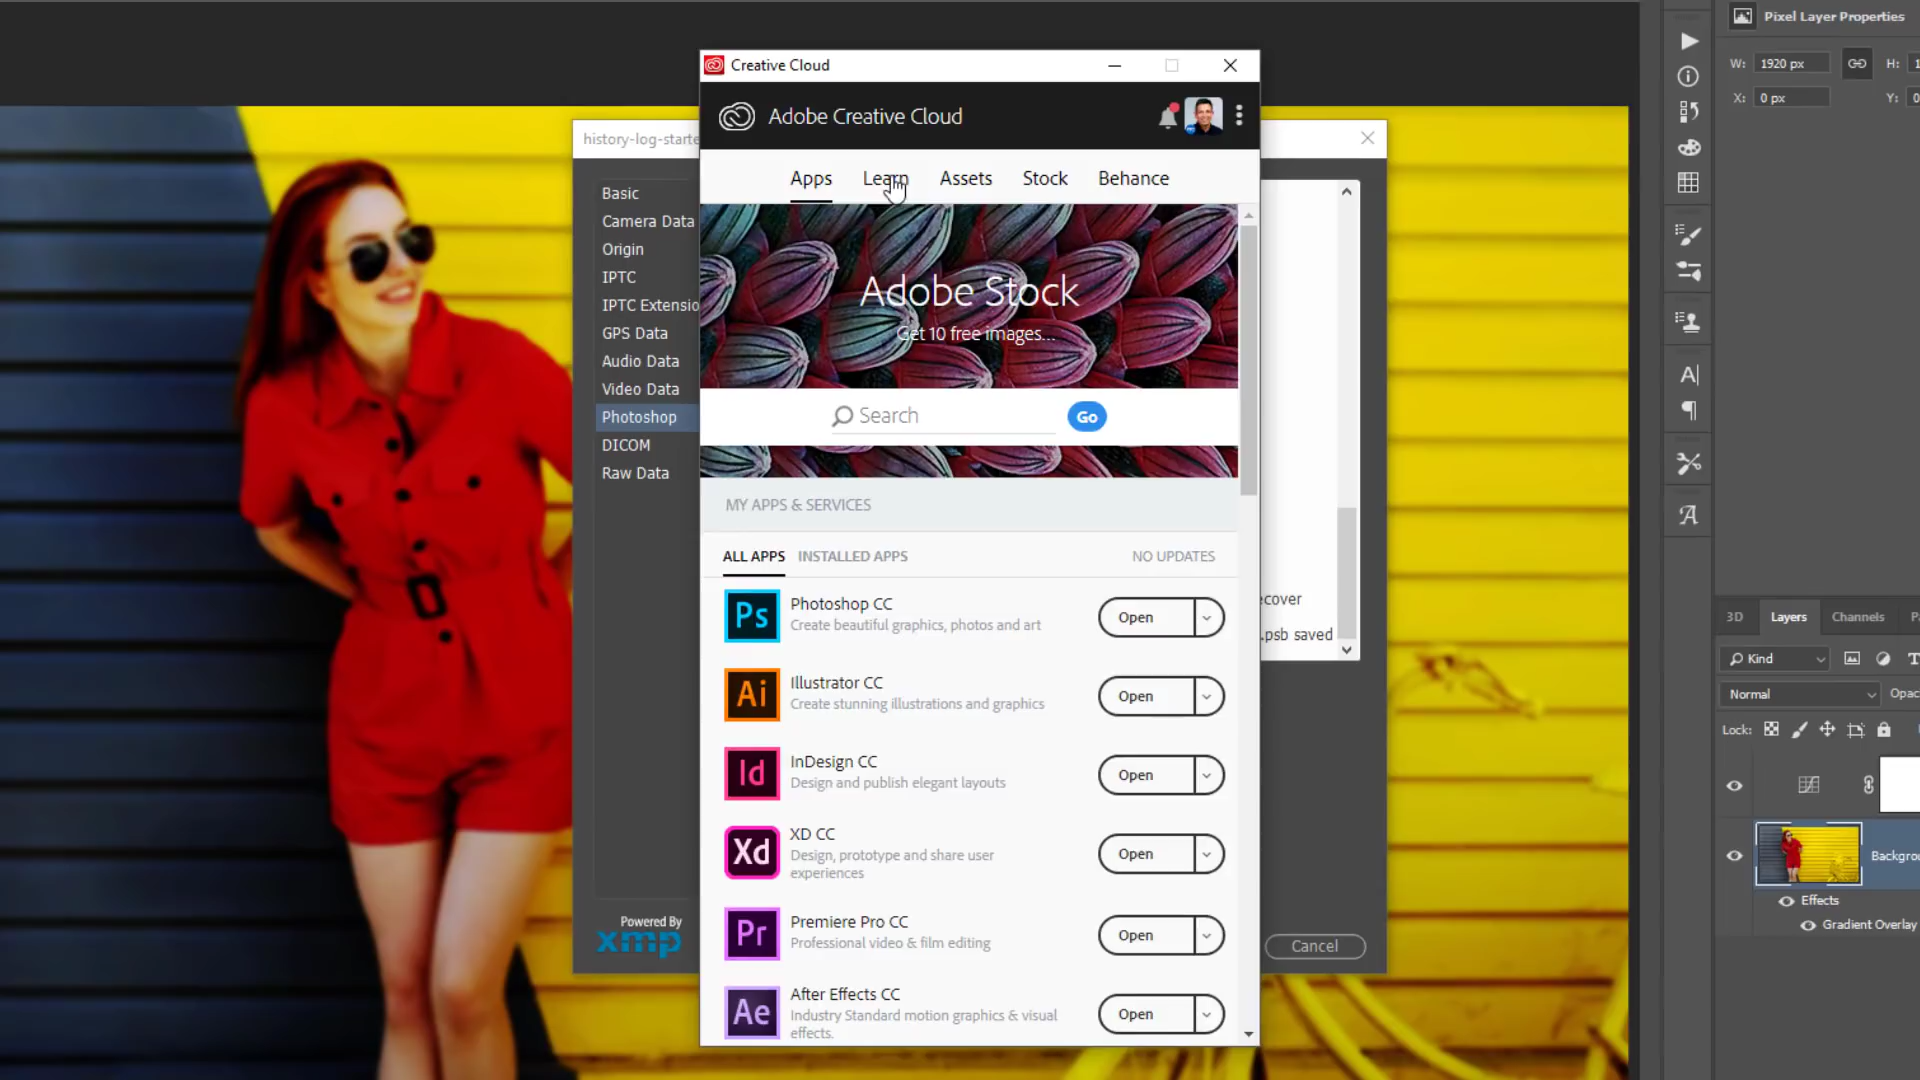 Pixel Layer Properties
W: 1920 px H:
X: 0 px Y:
Creative Cloud
Adobe Creative Cloud
Apps Learn Assets Stock Behance
Adobe Stock
Get 10 free images...
Search Go
MY APPS & SERVICES
ALL APPS INSTALLED APPS NO UPDATES
Ps Photoshop CC Open
Create beautiful graphics, photos and art
Ai Illustrator CC Open
Create stunning illustrations and graphics
Id InDesign CC Open
Design and publish elegant layouts
Xd XD CC Open
Design, prototype and share user
experiences
Pr Premiere Pro CC Open
Professional video & film editing
Ae After Effects CC Open
Industry Standard motion graphics & visual
effects.
history-log-starte
Basic
Camera Data
Origin
IPTC
IPTC Extensio
GPS Data
Audio Data
Video Data
Photoshop
DICOM
Raw Data
Powered By
xmp
ecover
.psb saved
Cancel
3D Layers Channels
Kind
Normal Opac
Lock:
Backgro
Effects
Gradient Overlay